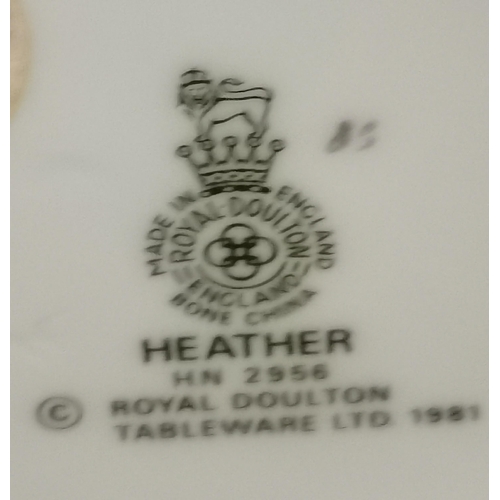 MADE IN ENGLAND
ROYAL DOULTON
ENGLAND
BONE CHINA
HEATHER
HN 2956
© ROYAL DOULTON
TABLEWARE LTD 1981